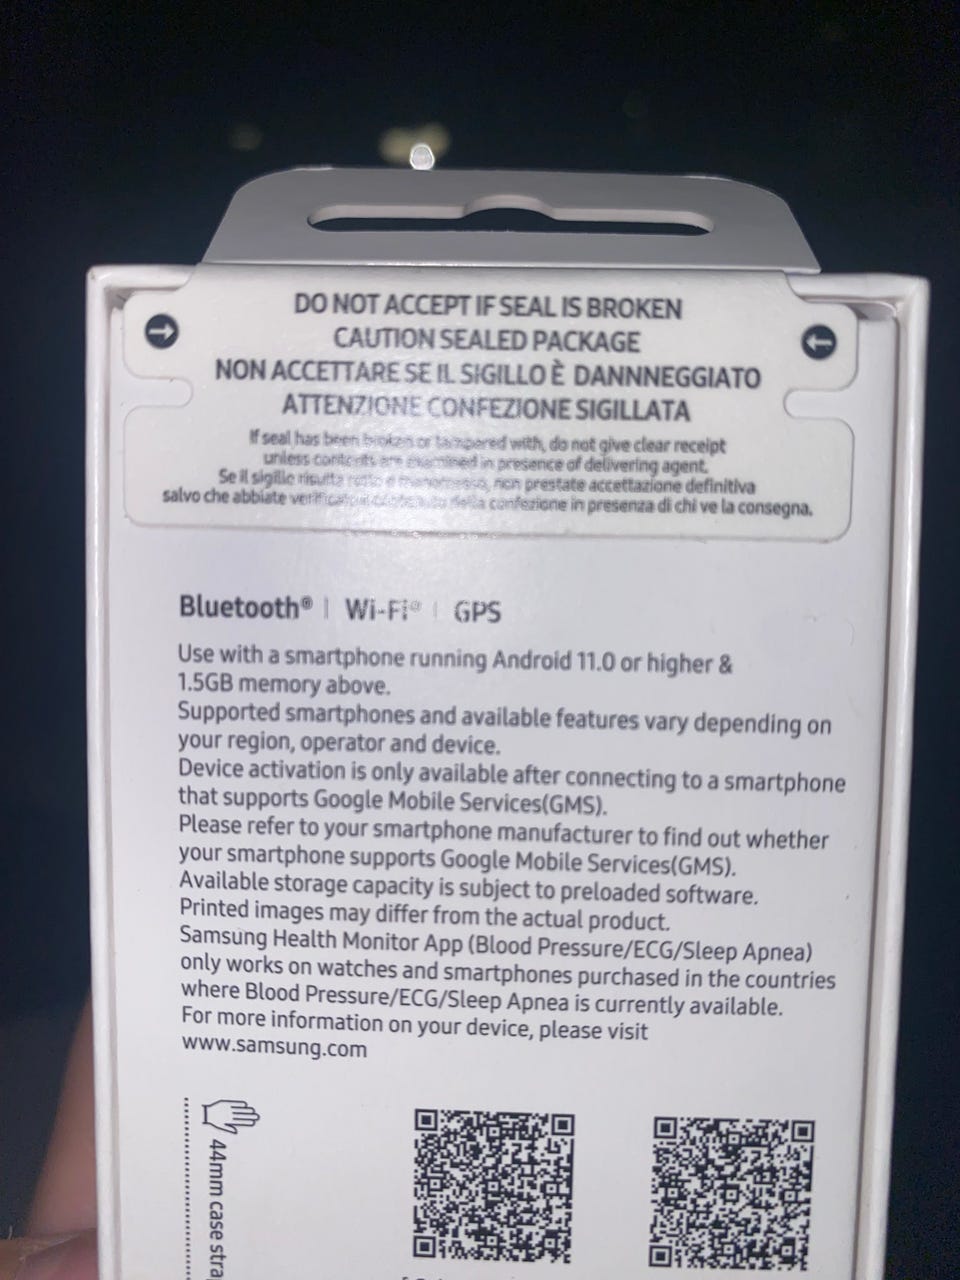 DO NOT ACCEPT IF SEAL IS BROKEN
CAUTION SEALED PACKAGE
NON ACCETTARE SE IL SIGILLO È DANNNEGGIATO
ATTENZIONE CONFEZIONE SIGILLATA
If seal has been broken or tampered with, do not give clear receipt
unless contents are examined in presence of delivering agent.
Se il sigillo risulta rotto o manomesso, non prestate accettazione definitiva
salvo che abbiate verificato il contenuto della confezione in presenza di chi ve la consegna.
Bluetooth® | Wi-Fi® | GPS
Use with a smartphone running Android 11.0 or higher &
1.5GB memory above.
Supported smartphones and available features vary depending on
your region, operator and device.
Device activation is only available after connecting to a smartphone
that supports Google Mobile Services(GMS).
Please refer to your smartphone manufacturer to find out whether
your smartphone supports Google Mobile Services(GMS).
Available storage capacity is subject to preloaded software.
Printed images may differ from the actual product.
Samsung Health Monitor App (Blood Pressure/ECG/Sleep Apnea)
only works on watches and smartphones purchased in the countries
where Blood Pressure/ECG/Sleep Apnea is currently available.
For more information on your device, please visit
www.samsung.com
44mm case stra